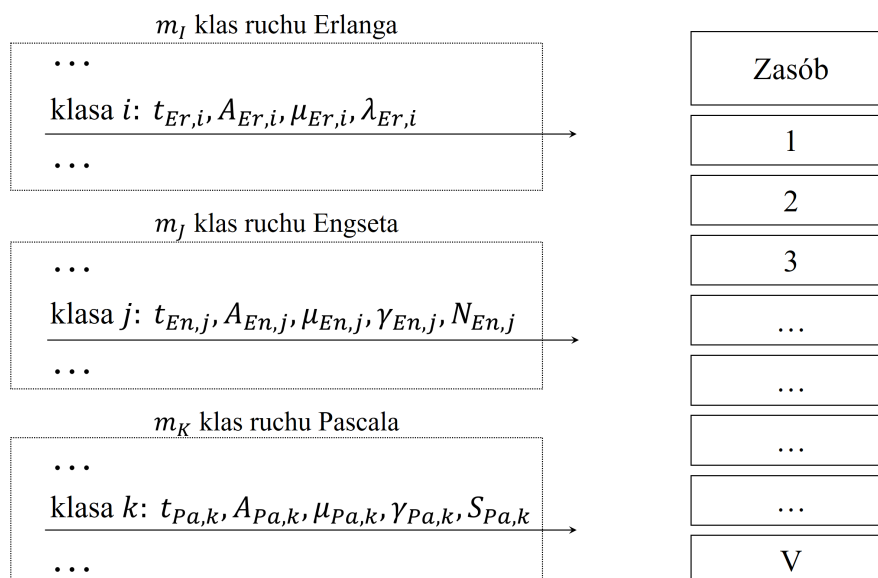 m_I klas ruchu Erlanga
...
klasa i: t_{Er,i}, A_{Er,i}, μ_{Er,i}, λ_{Er,i}
...
m_J klas ruchu Engseta
...
klasa j: t_{En,j}, A_{En,j}, μ_{En,j}, γ_{En,j}, N_{En,j}
...
m_K klas ruchu Pascala
...
klasa k: t_{Pa,k}, A_{Pa,k}, μ_{Pa,k}, γ_{Pa,k}, S_{Pa,k}
...
Zasób
1
2
3
...
...
...
...
V